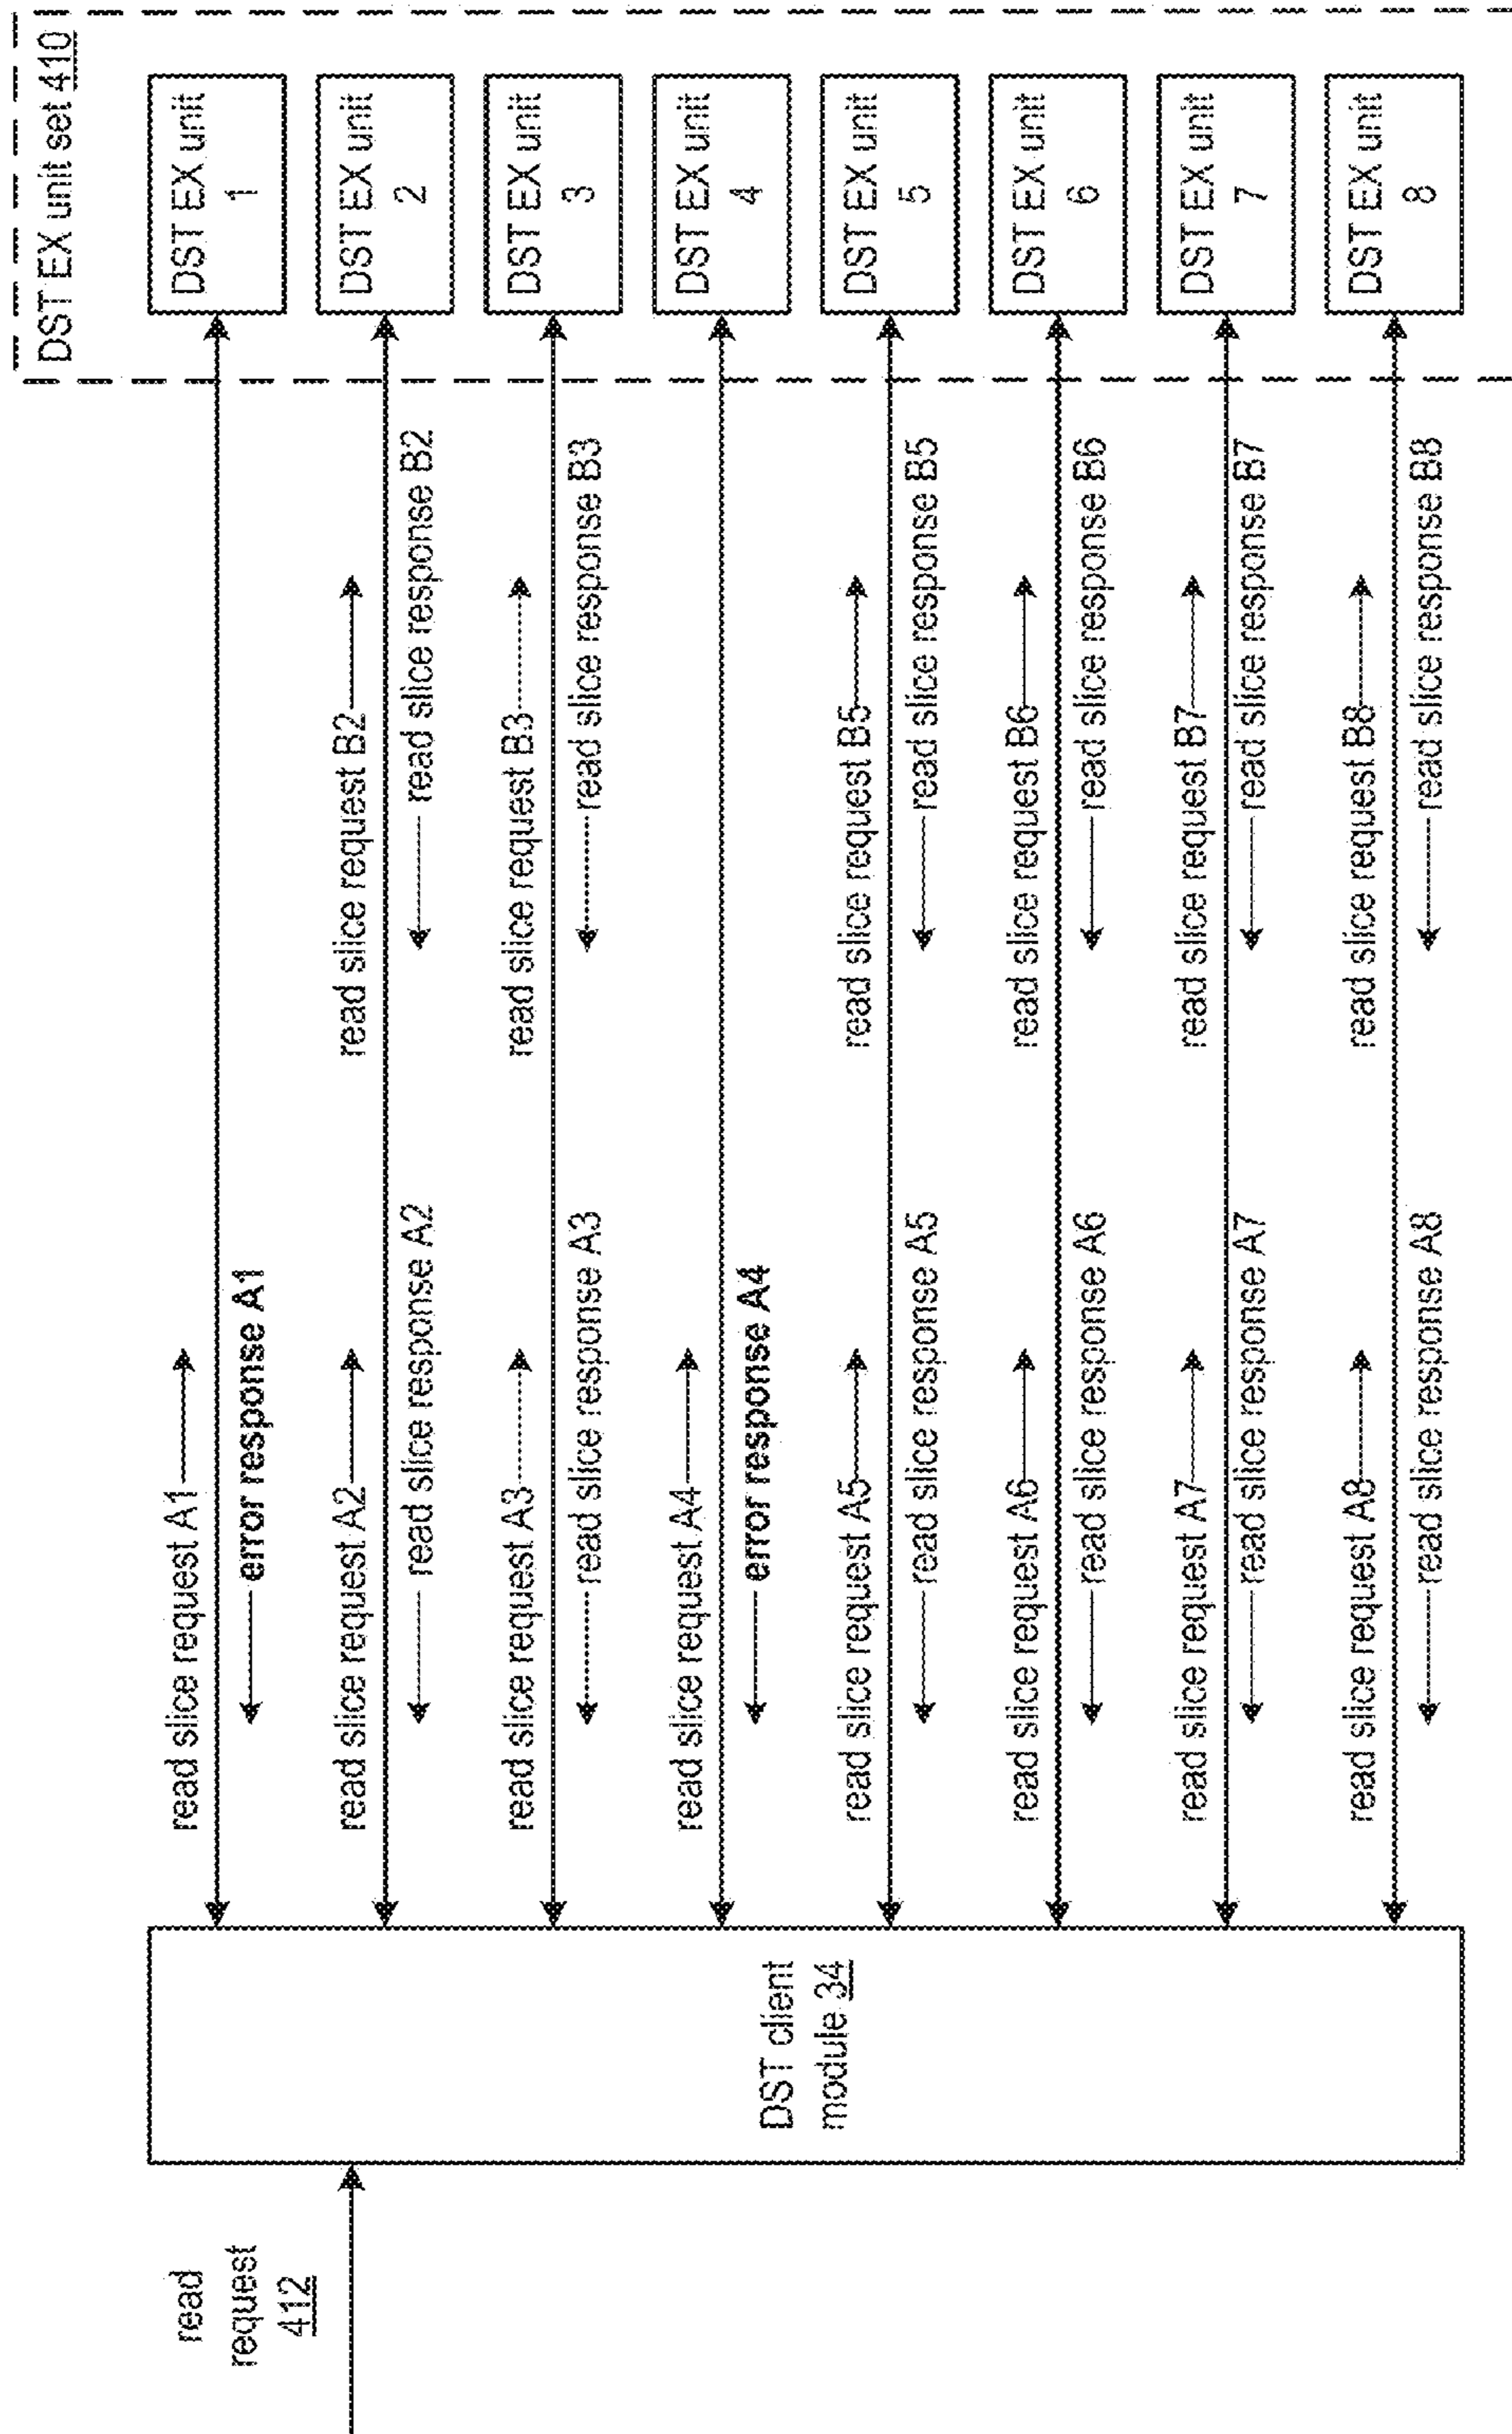 DST EX unit set 410
read
request
412
DST client
module 34
read slice request A1
error response A1
DST EX unit
1
read slice request A2
read slice response A2
read slice request B2
read slice response B2
DST EX unit
2
read slice request A3
read slice response A3
read slice request B3
read slice response B3
DST EX unit
3
read slice request A4
error response A4
DST EX unit
4
read slice request A5
read slice response A5
read slice request B5
read slice response B5
DST EX unit
5
read slice request A6
read slice response A6
read slice request B6
read slice response B6
DST EX unit
6
read slice request A7
read slice response A7
read slice request B7
read slice response B7
DST EX unit
7
read slice request A8
read slice response A8
read slice request B8
read slice response B8
DST EX unit
8